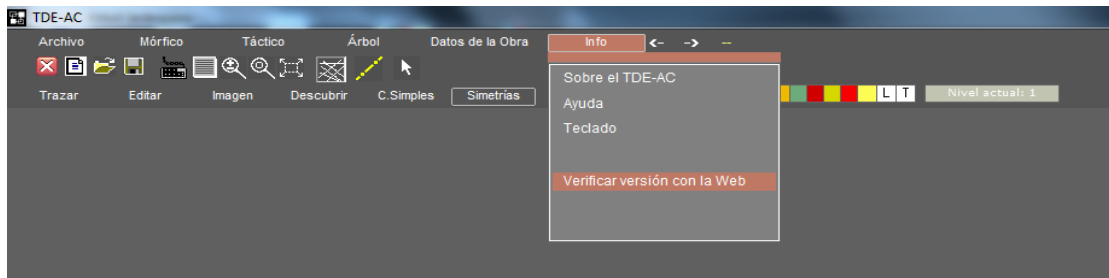 TDE-AC
Archivo Mórfico Táctico Árbol Datos de la Obra Info <- -> --
Trazar Editar Imagen Descubrir C.Simples Simetrías L T Nivel actual: 1
Sobre el TDE-AC
Ayuda
Teclado
Verificar versión con la Web